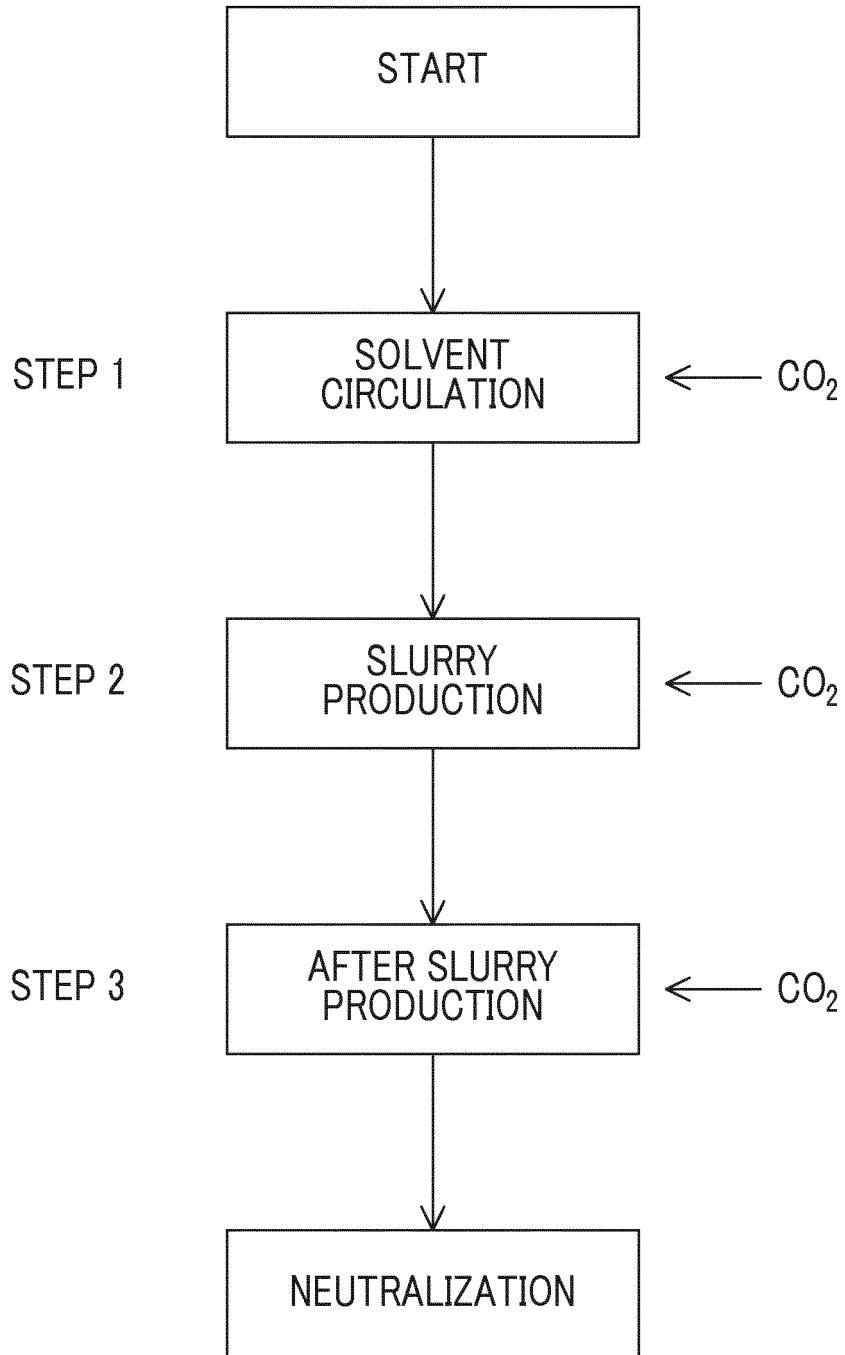 START
STEP 1
SOLVENT
CIRCULATION
CO₂
STEP 2
SLURRY
PRODUCTION
CO₂
STEP 3
AFTER SLURRY
PRODUCTION
CO₂
NEUTRALIZATION